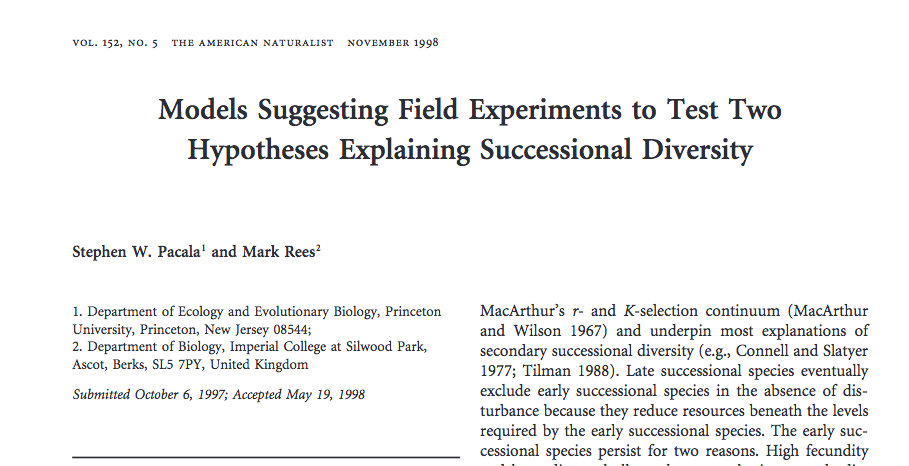 VOL. 152, NO. 5 THE AMERICAN NATURALIST NOVEMBER 1998
Models Suggesting Field Experiments to Test Two
Hypotheses Explaining Successional Diversity
Stephen W. Pacala1 and Mark Rees2
1. Department of Ecology and Evolutionary Biology, Princeton
University, Princeton, New Jersey 08544;
2. Department of Biology, Imperial College at Silwood Park,
Ascot, Berks, SL5 7PY, United Kingdom
Submitted October 6, 1997; Accepted May 19, 1998
MacArthur's r- and K-selection continuum (MacArthur
and Wilson 1967) and underpin most explanations of
secondary successional diversity (e.g., Connell and Slatyer
1977; Tilman 1988). Late successional species eventually
exclude early successional species in the absence of dis-
turbance because they reduce resources beneath the levels
required by the early successional species. The early suc-
cessional species persist for two reasons. High fecundity